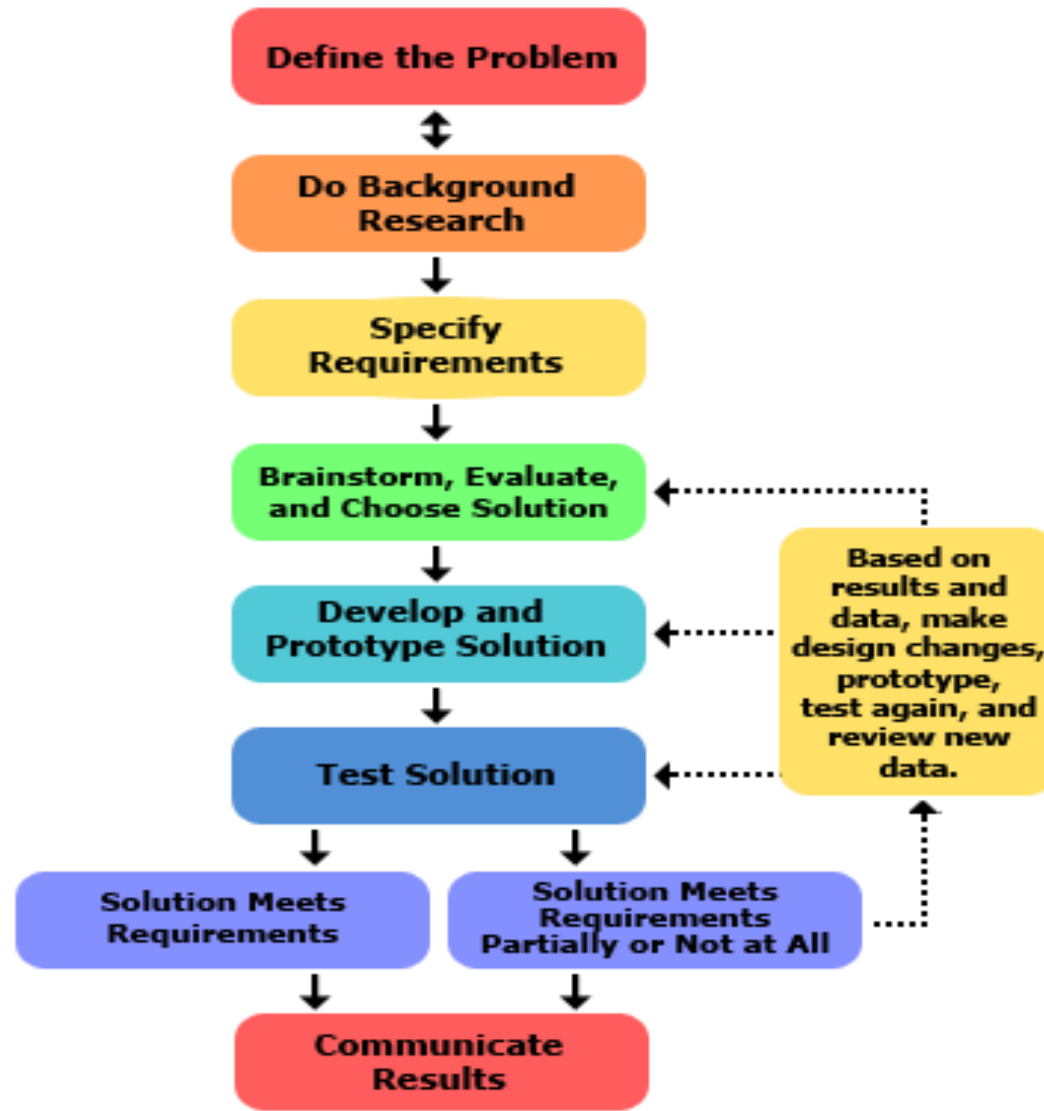 Define the Problem
Do Background
Research
Specify
Requirements
Brainstorm, Evaluate,
and Choose Solution
Develop and
Prototype Solution
Based on
results and
data, make
design changes,
prototype,
test again, and
review new
data.
Test Solution
Solution Meets
Requirements
Solution Meets
Requirements
Partially or Not at All
Communicate
Results